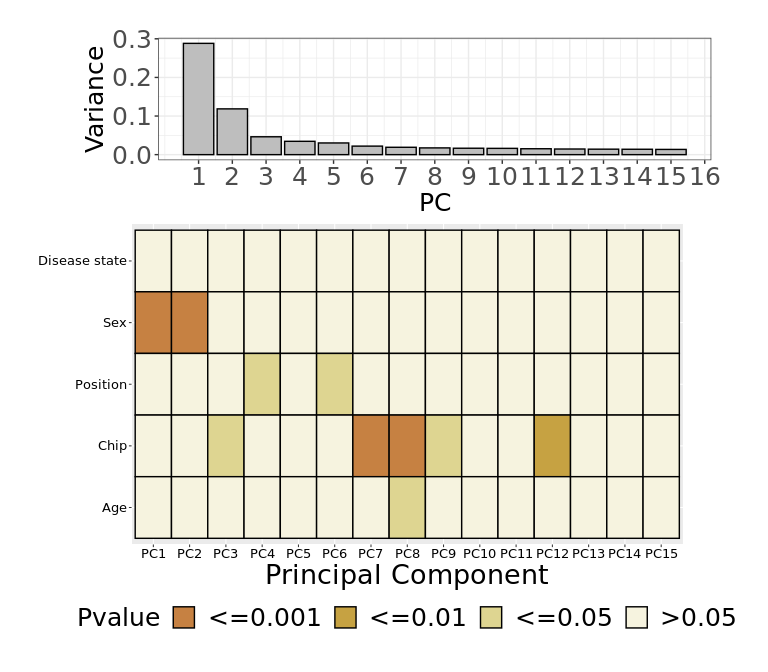 Variance
0.3
0.2
0.1
0.0
1 2 3 4 5 6 7 8 9 10 11 12 13 14 15 16
PC
Disease state
Sex
Position
Chip
Age
PC1 PC2 PC3 PC4 PC5 PC6 PC7 PC8 PC9 PC10 PC11 PC12 PC13 PC14 PC15
Principal Component
Pvalue <=0.001 <=0.01 <=0.05 >0.05